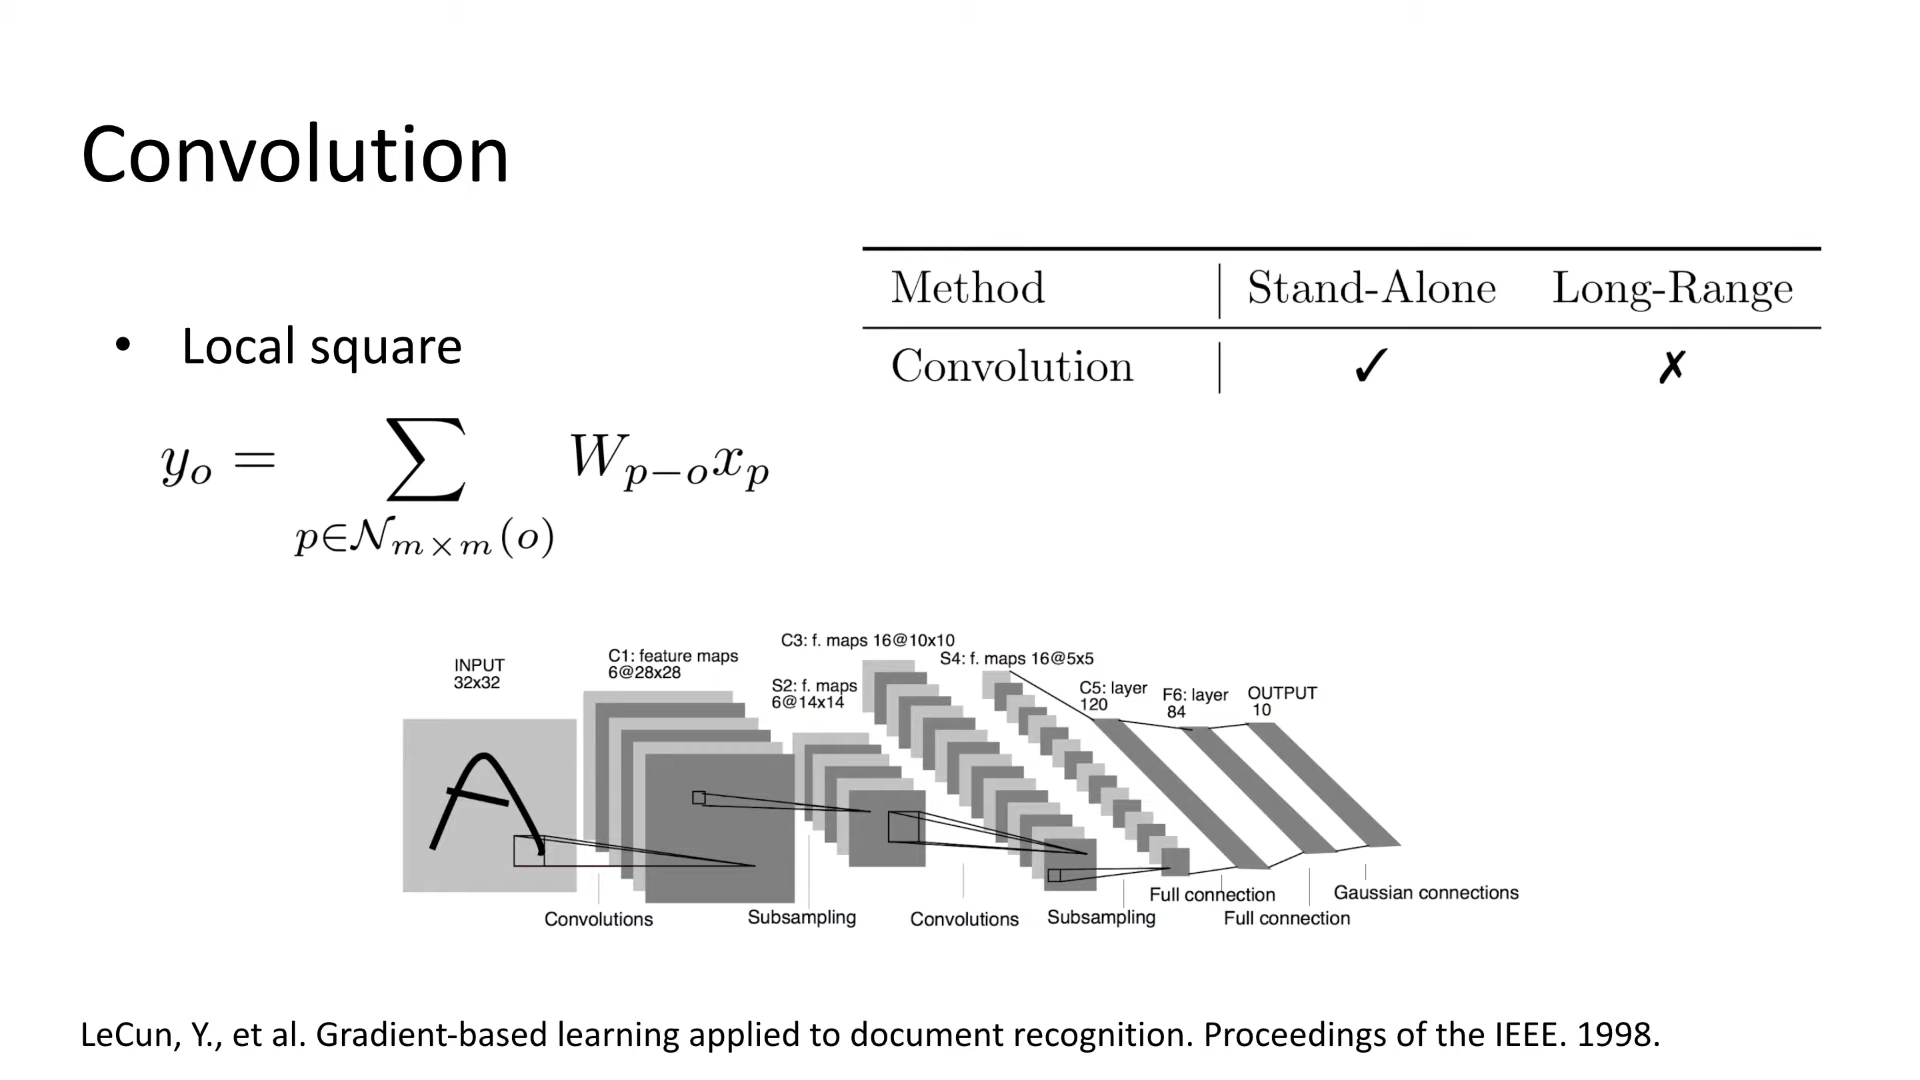 Convolution
• Local square
y_o = ∑_{p∈𝒩_{m×m}(o)} W_{p−o}x_p
Method | Stand-Alone Long-Range
Convolution | ✓ ✗
INPUT
32x32
C1: feature maps
6@28x28
S2: f. maps
6@14x14
C3: f. maps 16@10x10
S4: f. maps 16@5x5
C5: layer
120
F6: layer
84
OUTPUT
10
Convolutions
Subsampling
Convolutions
Subsampling
Full connection
Full connection
Gaussian connections
LeCun, Y., et al. Gradient-based learning applied to document recognition. Proceedings of the IEEE. 1998.